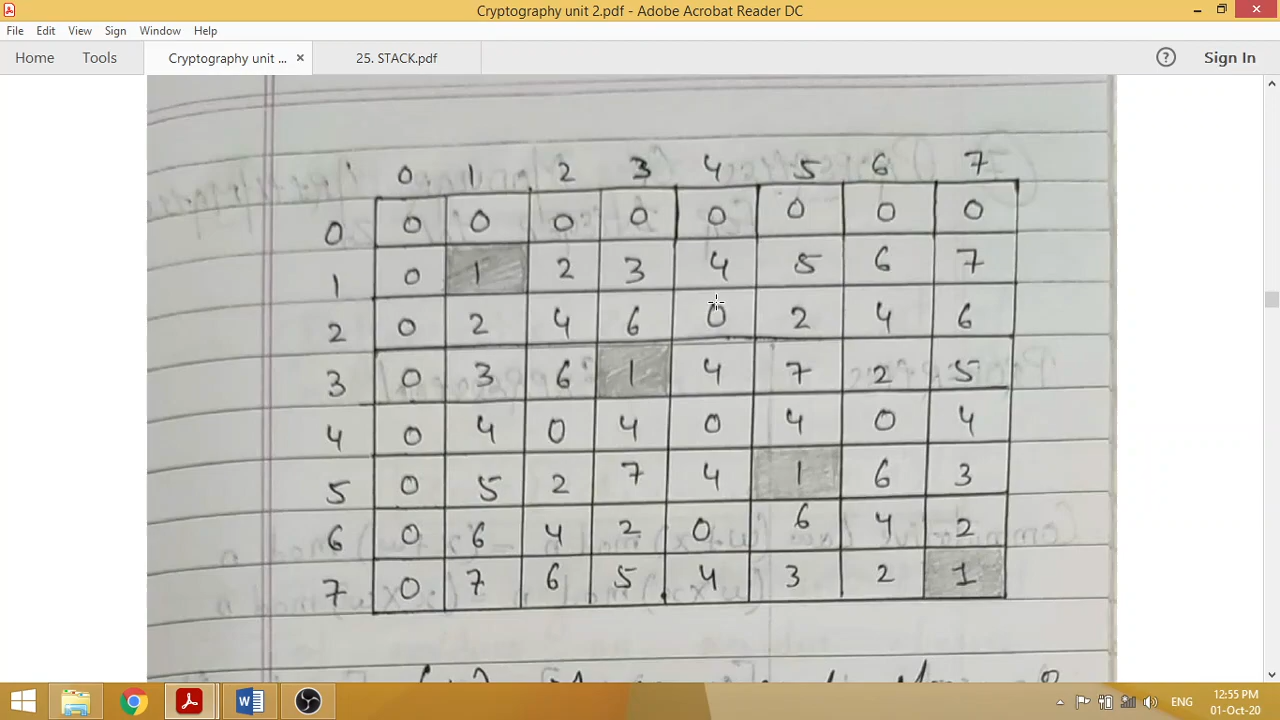 Cryptography unit 2.pdf - Adobe Acrobat Reader DC
File Edit View Sign Window Help
Home Tools Cryptography unit ... × 25. STACK.pdf ? Sign In
0 1 2 3 4 5 6 7
0 0 0 0 0 0 0 0 0
1 0 1 2 3 4 5 6 7
2 0 2 4 6 0 2 4 6
3 0 3 6 1 4 7 2 5
4 0 4 0 4 0 4 0 4
5 0 5 2 7 4 1 6 3
6 0 6 4 2 0 6 4 2
7 0 7 6 5 4 3 2 1
ENG
12:55 PM
01-Oct-20